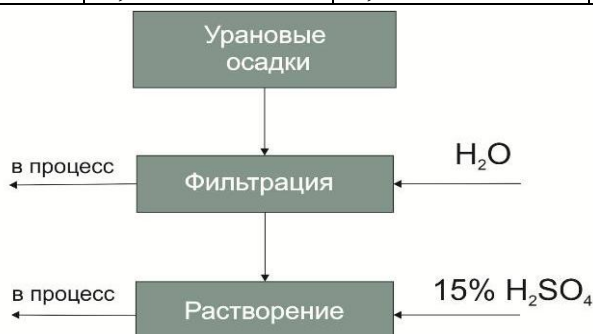 Урановые
осадки
в процесс
Фильтрация
H₂O
в процесс
Растворение
15% H₂SO₄